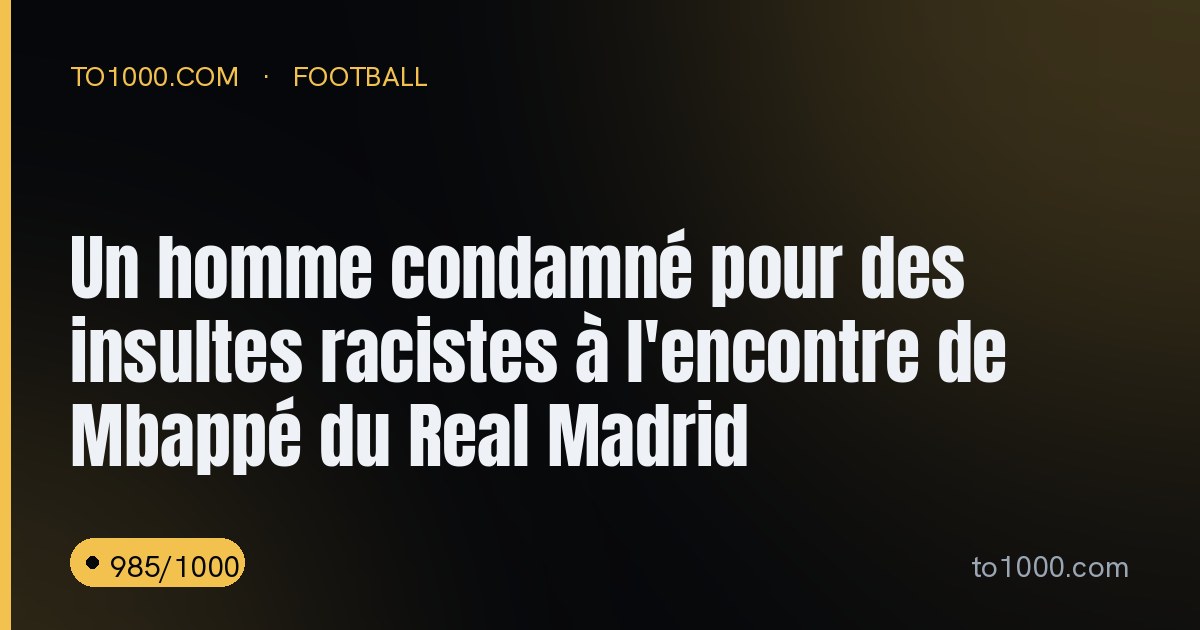 TO1000.COM · FOOTBALL
Un homme condamné pour des
insultes racistes à l'encontre de
Mbappé du Real Madrid
985/1000
to1000.com